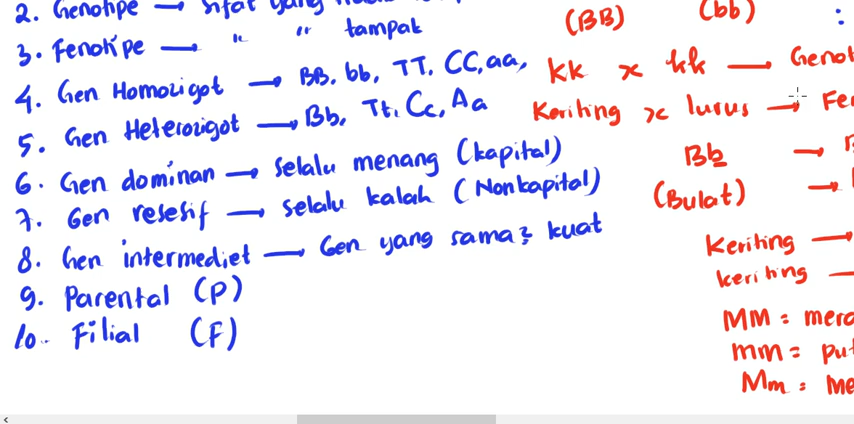 2. Genotipe → sifat yang
3. Fenotipe → " " tampak
4. Gen Homozigot → BB, bb, TT, CC, aa,
5. Gen Heterozigot → Bb, Tt, Cc, Aa
6. Gen dominan → selalu menang (kapital)
7. Gen resesif → selalu kalah (Nonkapital)
8. Gen intermediet → Gen yang sama² kuat
9. Parental (P)
10. Filial (F)
(BB) (bb) :
KK x kk → Genot
Keriting x lurus → Fe
Bb →
(Bulat) →
Keriting →
keriting —
MM = mera
mm = put
Mm = Me